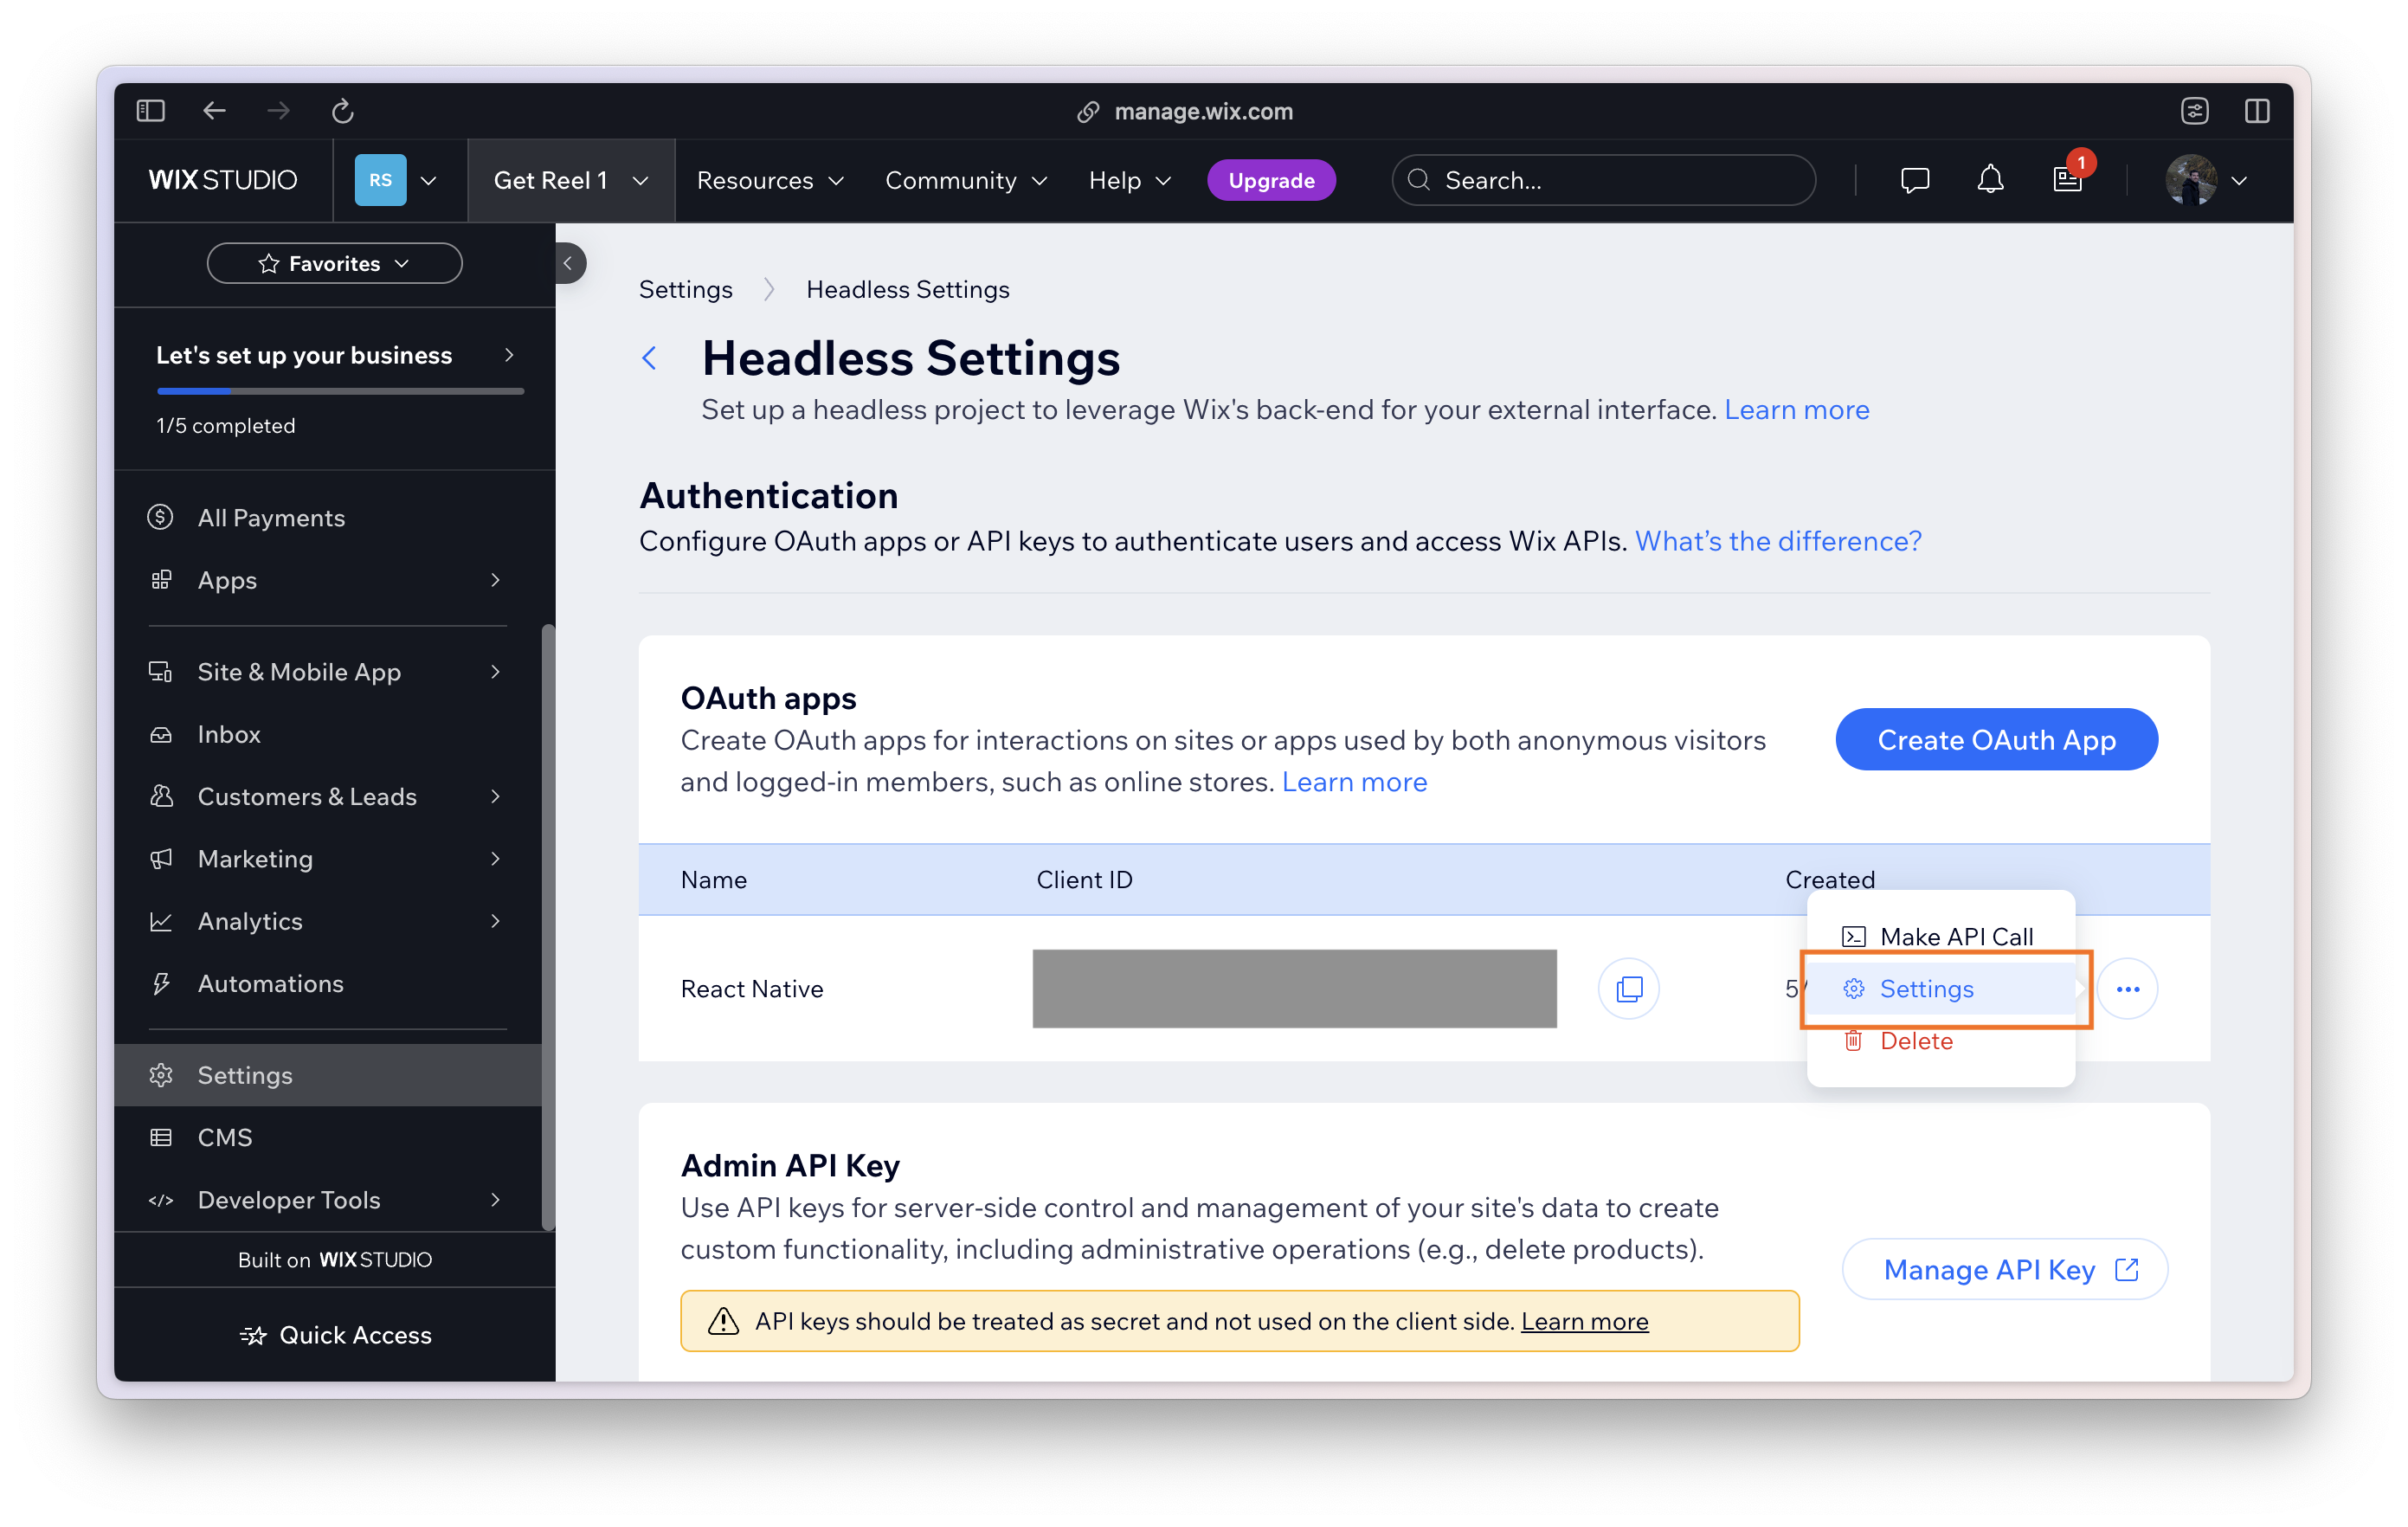 manage.wix.com
WIX STUDIO
RS
Get Reel 1
Resources
Community
Help
Upgrade
Search...
1
Favorites
Let's set up your business
1/5 completed
All Payments
Apps
Site & Mobile App
Inbox
Customers & Leads
Marketing
Analytics
Automations
Settings
CMS
Developer Tools
Built on WIX STUDIO
Quick Access
Settings
Headless Settings
Headless Settings
Set up a headless project to leverage Wix's back-end for your external interface. Learn more
Authentication
Configure OAuth apps or API keys to authenticate users and access Wix APIs. What’s the difference?
OAuth apps
Create OAuth apps for interactions on sites or apps used by both anonymous visitors
and logged-in members, such as online stores. Learn more
Create OAuth App
Name
Client ID
Created
React Native
5/
Make API Call
Settings
Delete
Admin API Key
Use API keys for server-side control and management of your site's data to create
custom functionality, including administrative operations (e.g., delete products).
Manage API Key
API keys should be treated as secret and not used on the client side. Learn more